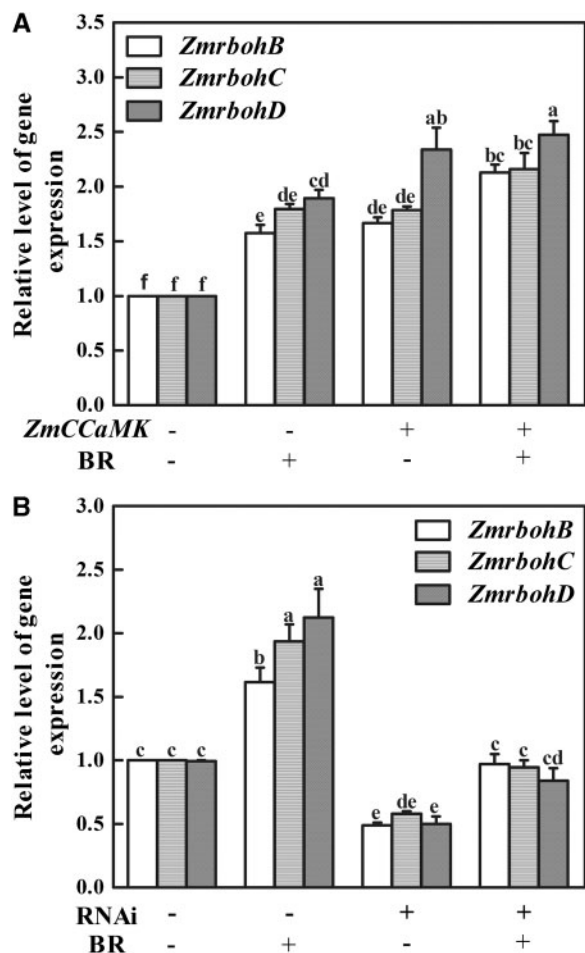 A
3.5
ZmrbohB
3.0
ZmrbohC
2.5
ZmrbohD
ab
a
bc bc
2.0
e de cd
de de
1.5
1.0
f f f
0.5
0.0
Relative level of gene
expression
ZmCCaMK - - + +
BR - + - +
B
3.0
ZmrbohB
2.5
ZmrbohC
ZmrbohD
2.0
b a a
1.5
1.0
c c c
c c cd
0.5
e de e
0.0
Relative level of gene
expression
RNAi - - + +
BR - + - +